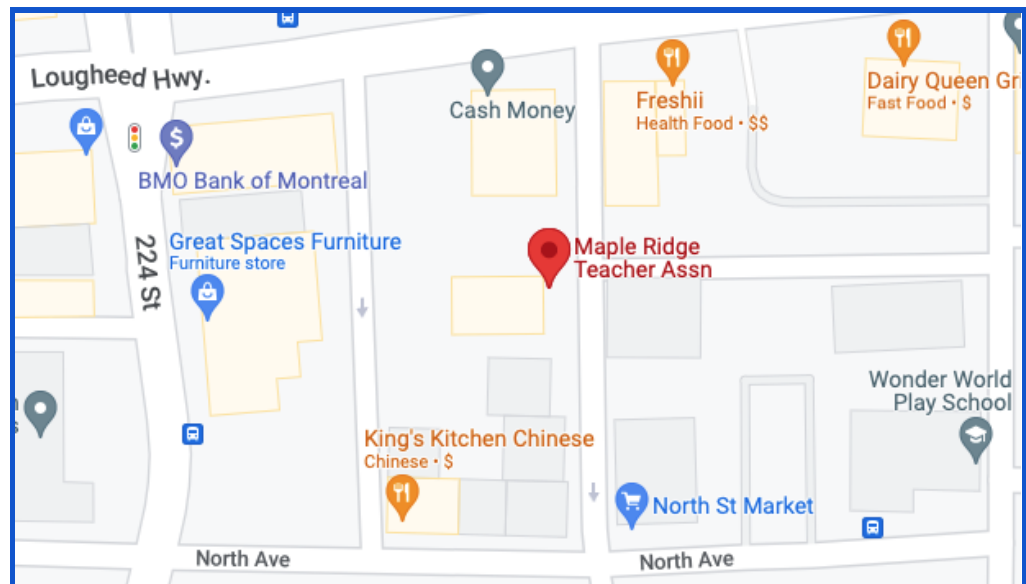 Lougheed Hwy.
Cash Money
Freshii
Health Food • $$
Dairy Queen Gr
Fast Food • $
$
BMO Bank of Montreal
224 St
Great Spaces Furniture
Furniture store
Maple Ridge
Teacher Assn
Wonder World
Play School
King's Kitchen Chinese
Chinese • $
North St Market
North Ave
North Ave